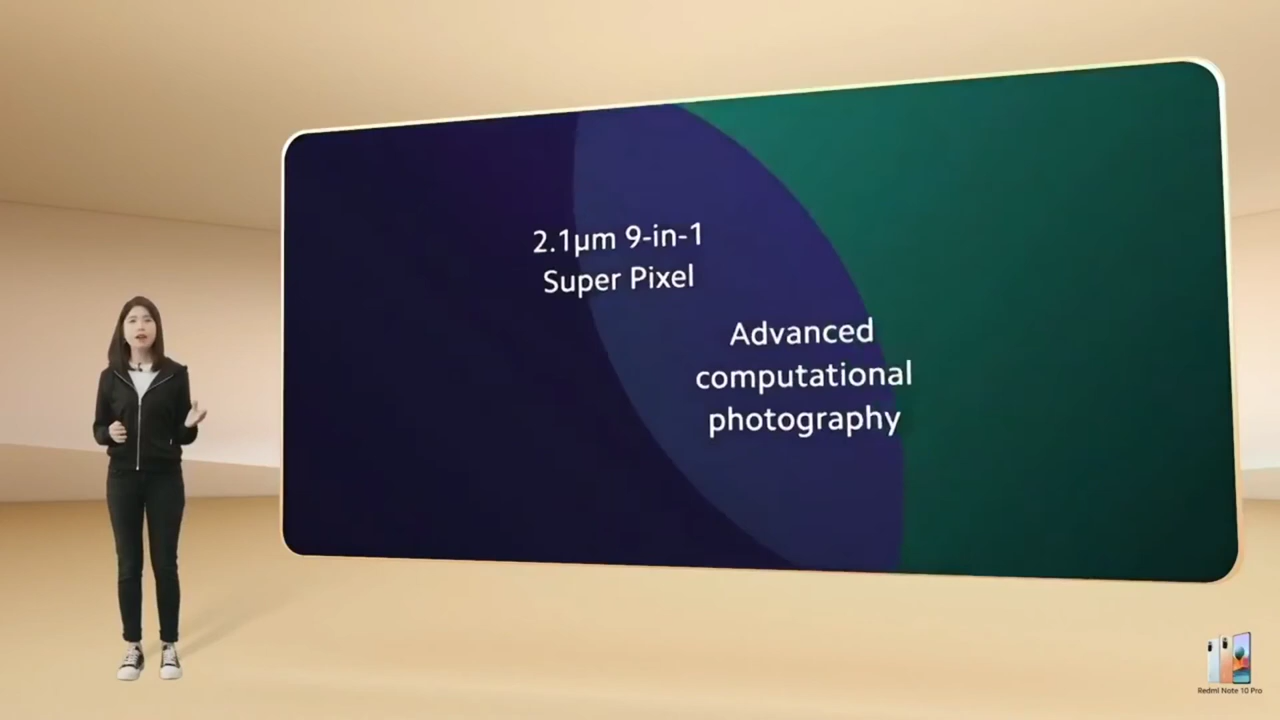 2.1μm 9-in-1
Super Pixel
Advanced
computational
photography
Redmi Note 10 Pro